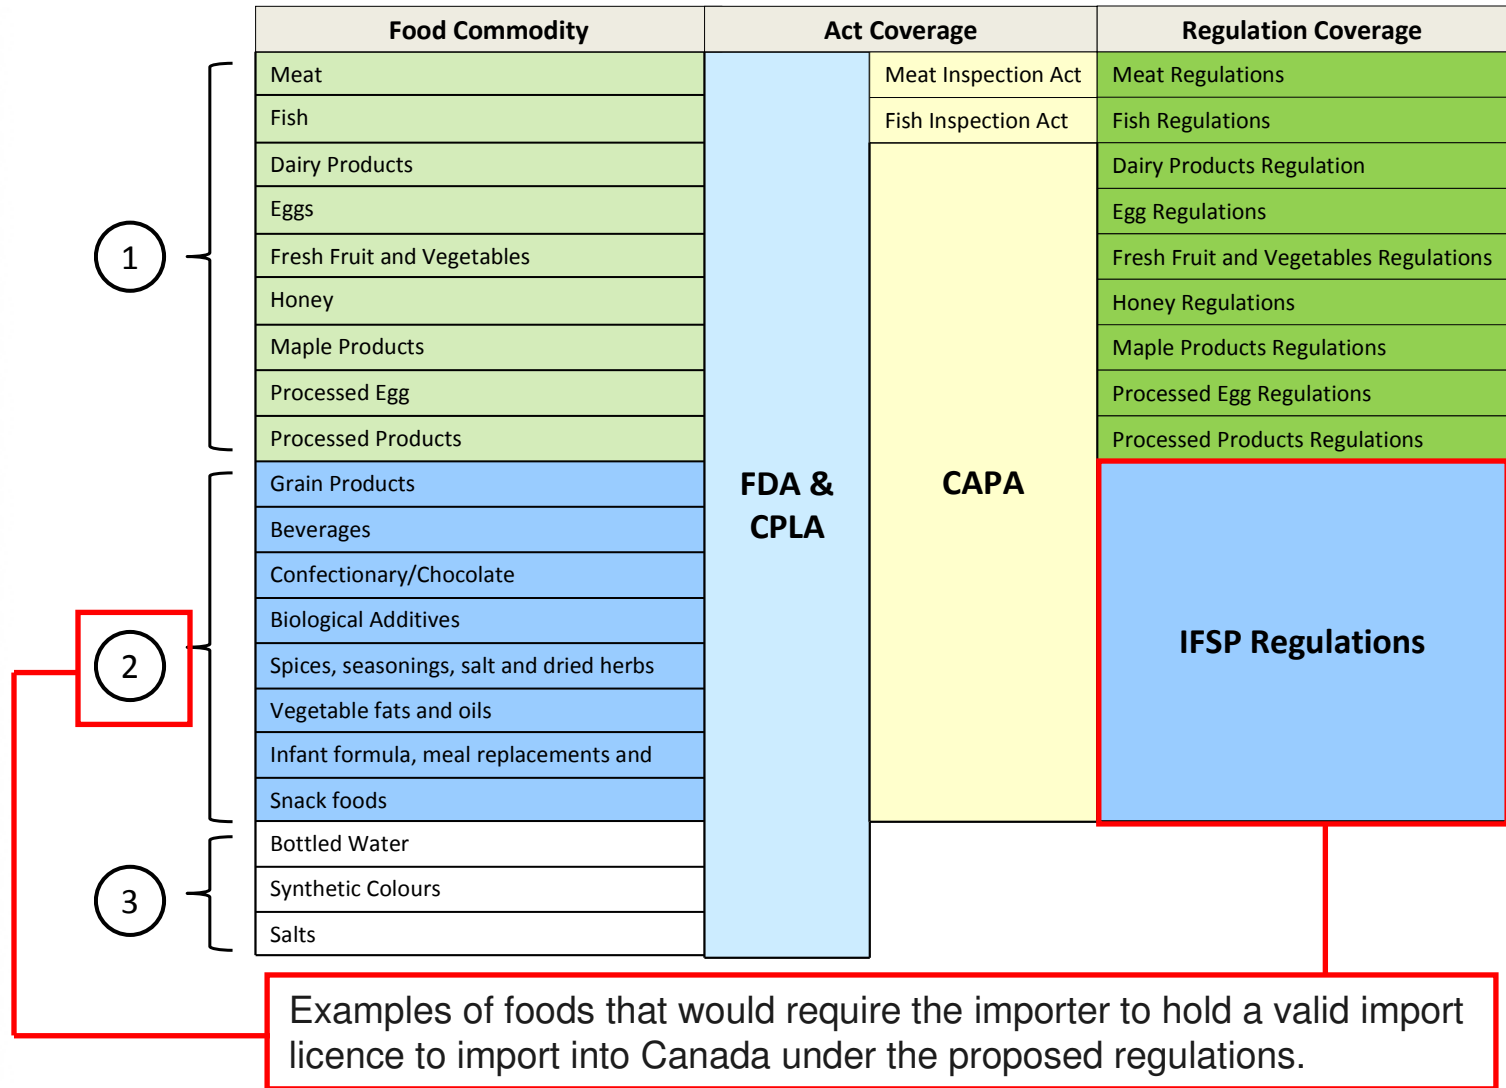 Food Commodity
Act Coverage
Regulation Coverage
Meat
Meat Inspection Act
Meat Regulations
Fish
Fish Inspection Act
Fish Regulations
Dairy Products
Dairy Products Regulation
Eggs
Egg Regulations
1
Fresh Fruit and Vegetables
Fresh Fruit and Vegetables Regulations
Honey
Honey Regulations
Maple Products
Maple Products Regulations
Processed Egg
Processed Egg Regulations
Processed Products
Processed Products Regulations
Grain Products
FDA &
CPLA
CAPA
Beverages
Confectionary/Chocolate
Biological Additives
2
Spices, seasonings, salt and dried herbs
IFSP Regulations
Vegetable fats and oils
Infant formula, meal replacements and
Snack foods
Bottled Water
3
Synthetic Colours
Salts
Examples of foods that would require the importer to hold a valid import
licence to import into Canada under the proposed regulations.